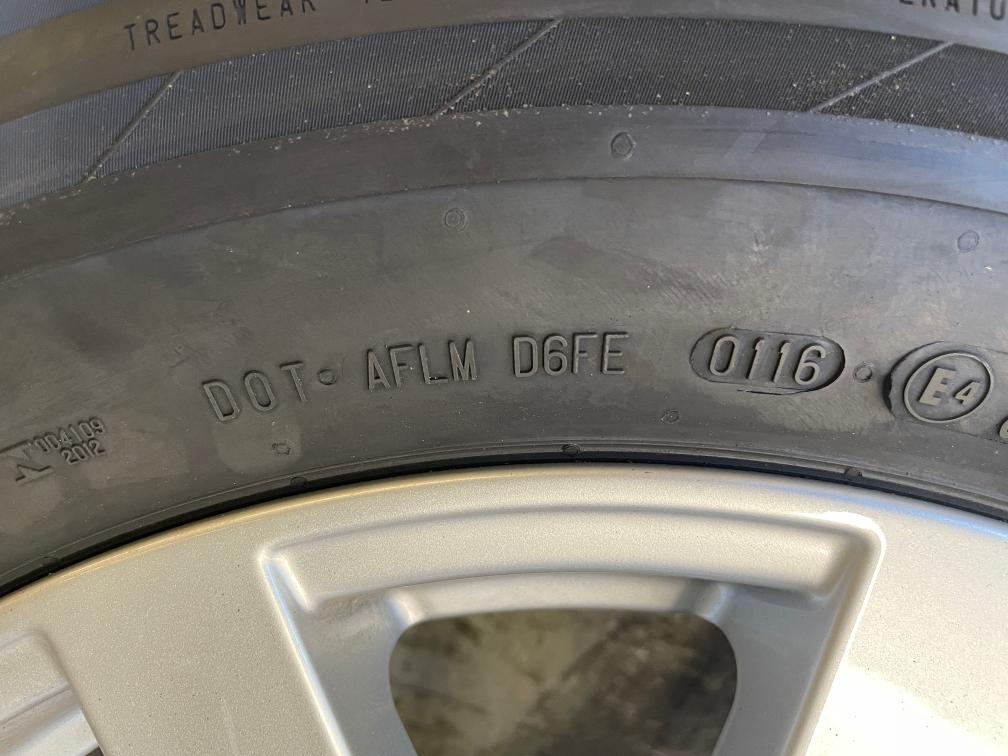 TREADWEAR
DOT AFLM D6FE 0116 E4
004109
2012